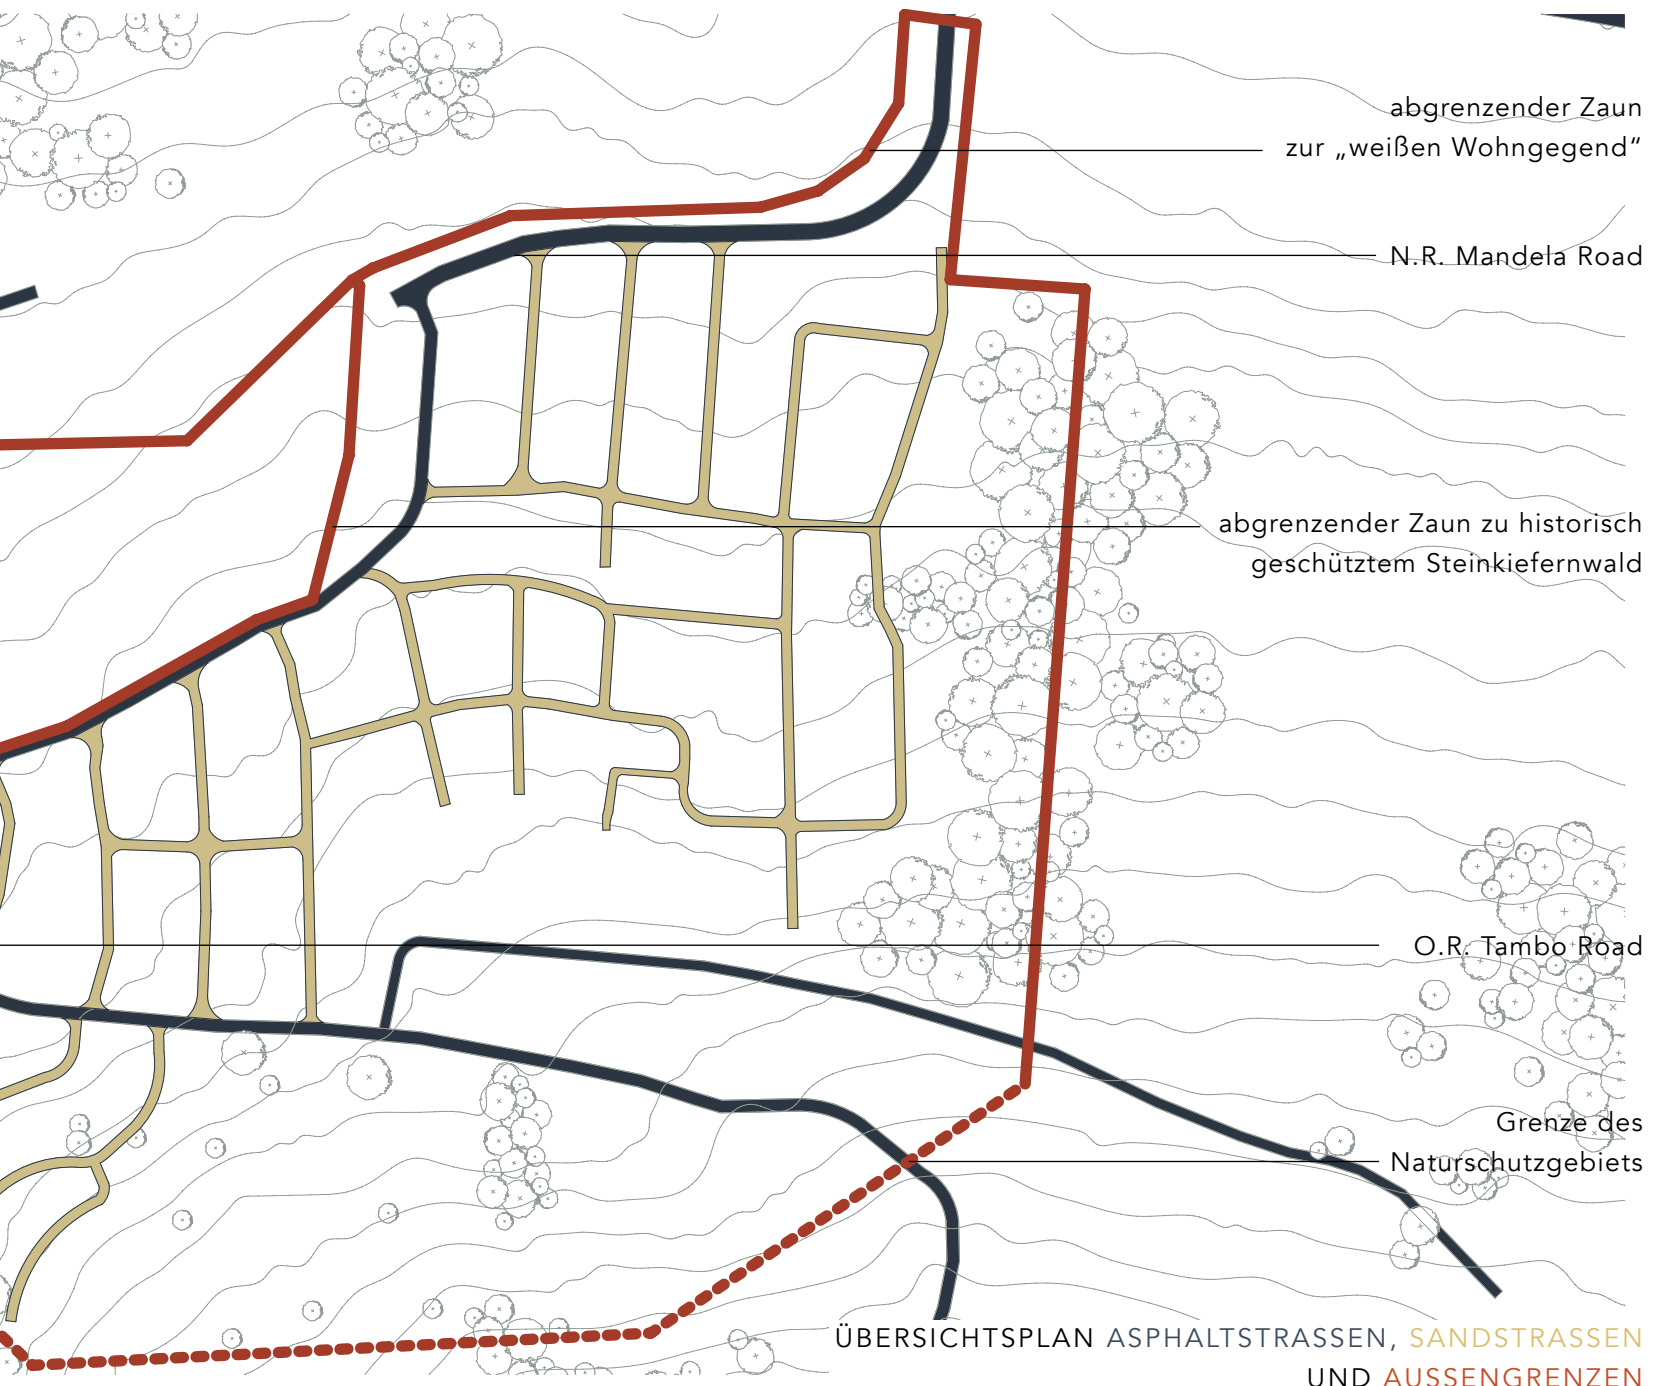 abgrenzender Zaun
zur „weißen Wohngegend“
N.R. Mandela Road
abgrenzender Zaun zu historisch
geschütztem Steinkiefernwald
O.R. Tambo Road
Grenze des
Naturschutzgebiets
ÜBERSICHTSPLAN ASPHALTSTRASSEN, SANDSTRASSEN
UND AUSSENGRENZEN